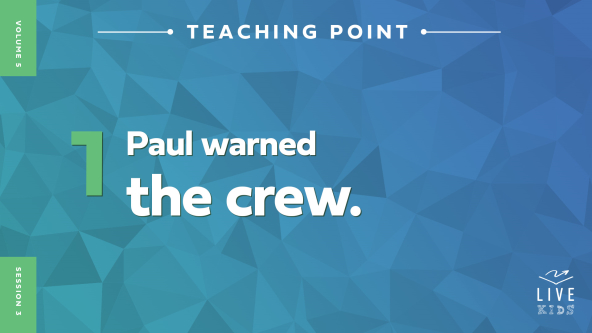 VOLUME 5
TEACHING POINT
1
Paul warned
the crew.
SESSION 3
LIVE
KIDS